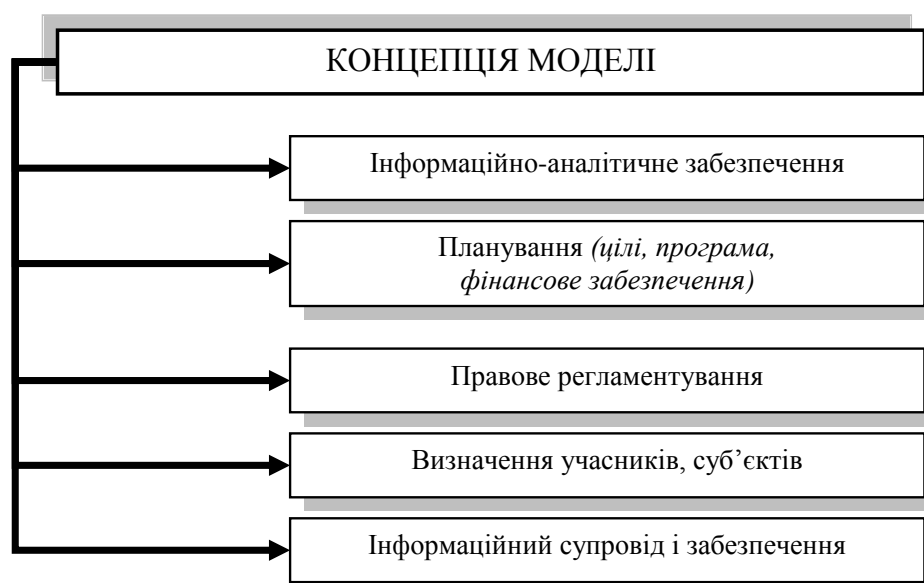 КОНЦЕПЦІЯ МОДЕЛІ
Інформаційно-аналітичне забезпечення
Планування (цілі, програма,
фінансове забезпечення)
Правове регламентування
Визначення учасників, суб’єктів
Інформаційний супровід і забезпечення